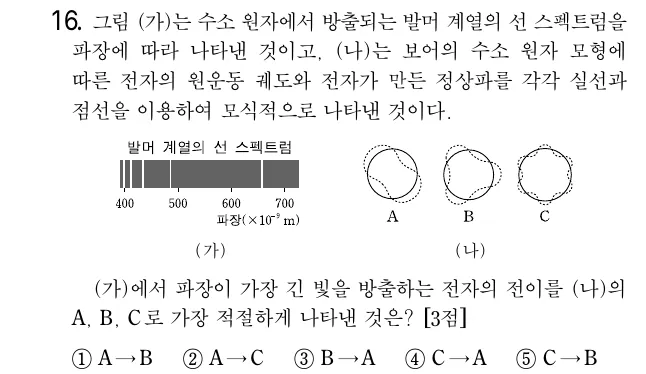 16. 그림 (가)는 수소 원자에서 방출되는 발머 계열의 선 스펙트럼을
파장에 따라 나타낸 것이고, (나)는 보어의 수소 원자 모형에
따른 전자의 원운동 궤도와 전자가 만든 정상파를 각각 실선과
점선을 이용하여 모식적으로 나타낸 것이다.
발머 계열의 선 스펙트럼
400 500 600 700
파장(×10⁻⁹ m)
A B C
(가) (나)
(가)에서 파장이 가장 긴 빛을 방출하는 전자의 전이를 (나)의
A, B, C로 가장 적절하게 나타낸 것은? [3점]
① A→B ② A→C ③ B→A ④ C→A ⑤ C→B